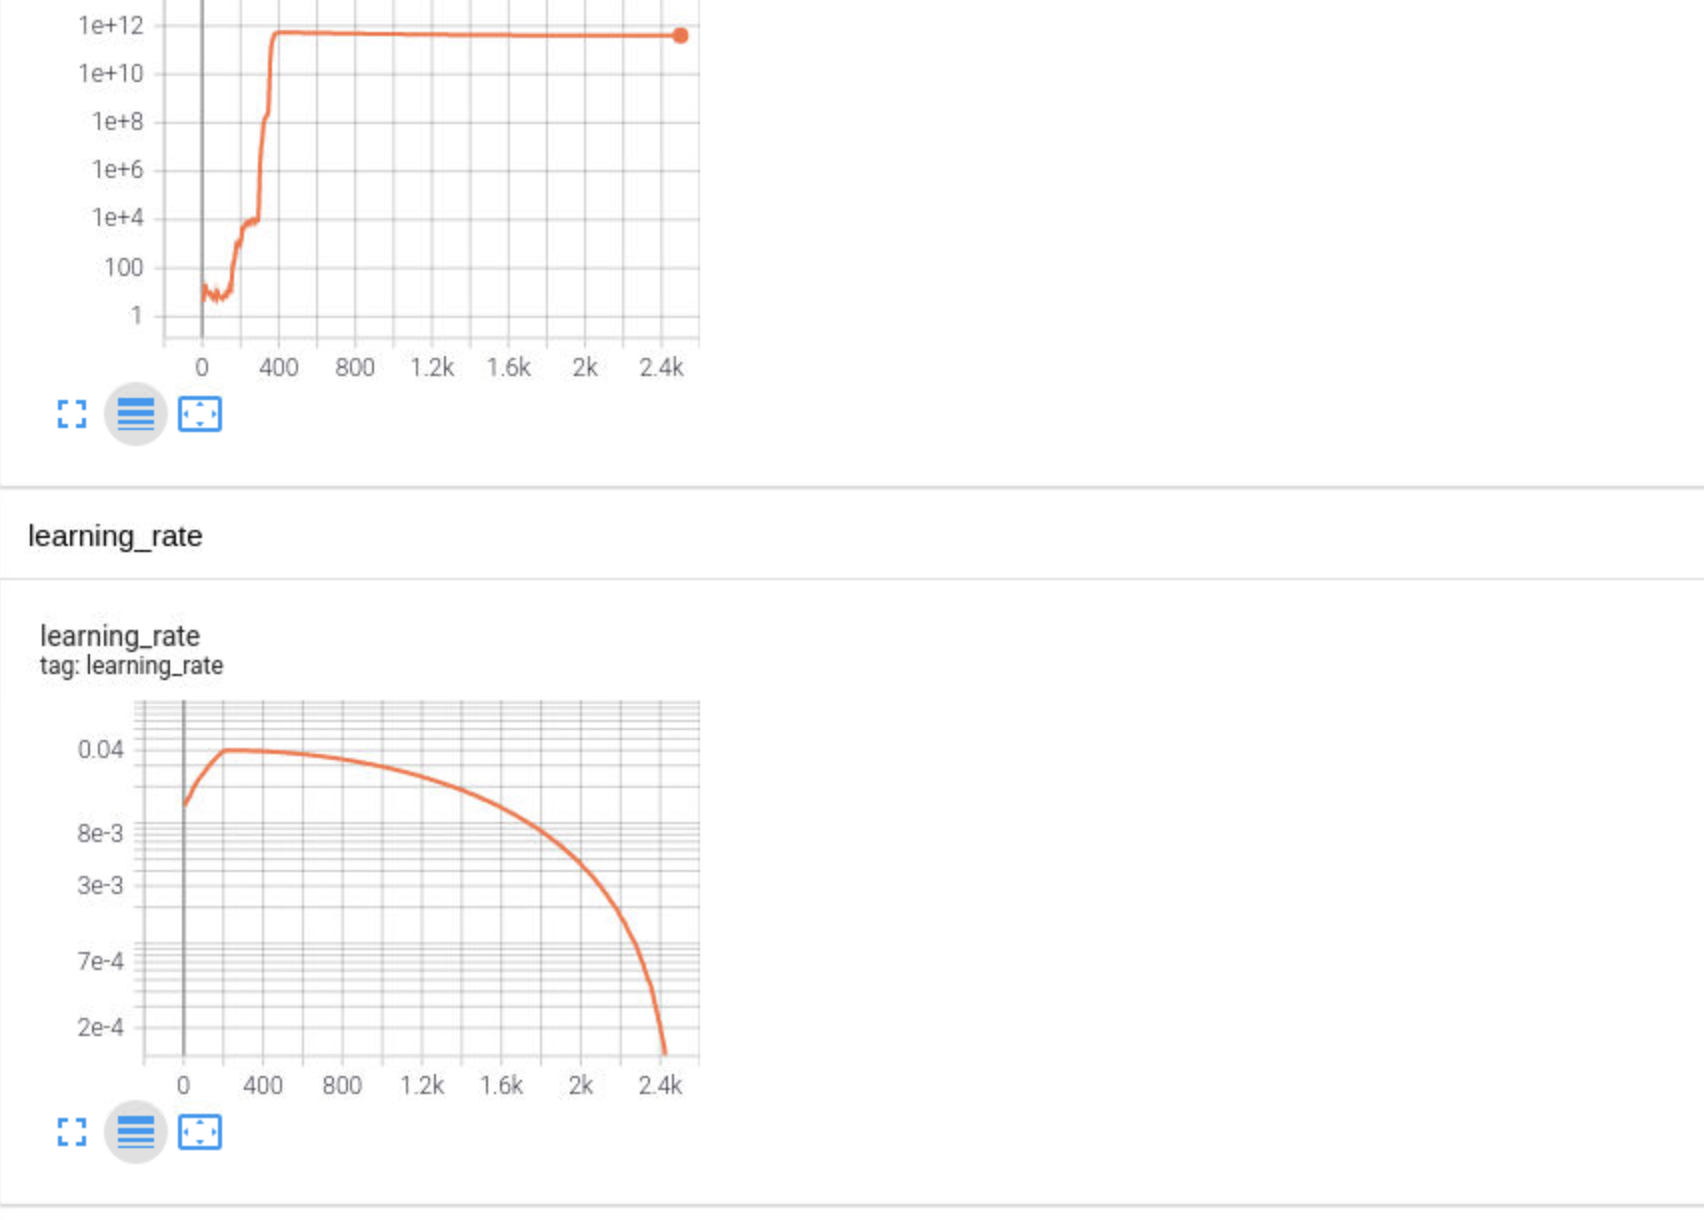 1e+12
1e+10
1e+8
1e+6
1e+4
100
1
0 400 800 1.2k 1.6k 2k 2.4k
learning_rate
learning_rate
tag: learning_rate
0.04
8e-3
3e-3
7e-4
2e-4
0 400 800 1.2k 1.6k 2k 2.4k